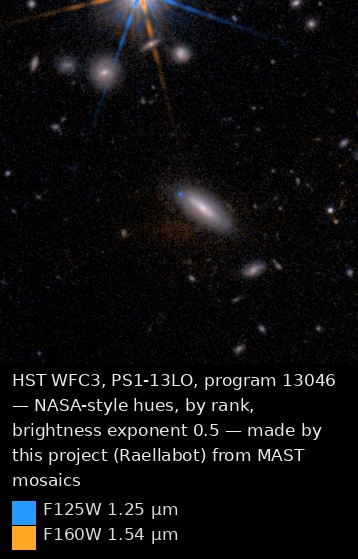 HST WFC3, PS1-13LO, program 13046
— NASA-style hues, by rank,
brightness exponent 0.5 — made by
this project (Raellabot) from MAST
mosaics
F125W 1.25 µm
F160W 1.54 µm